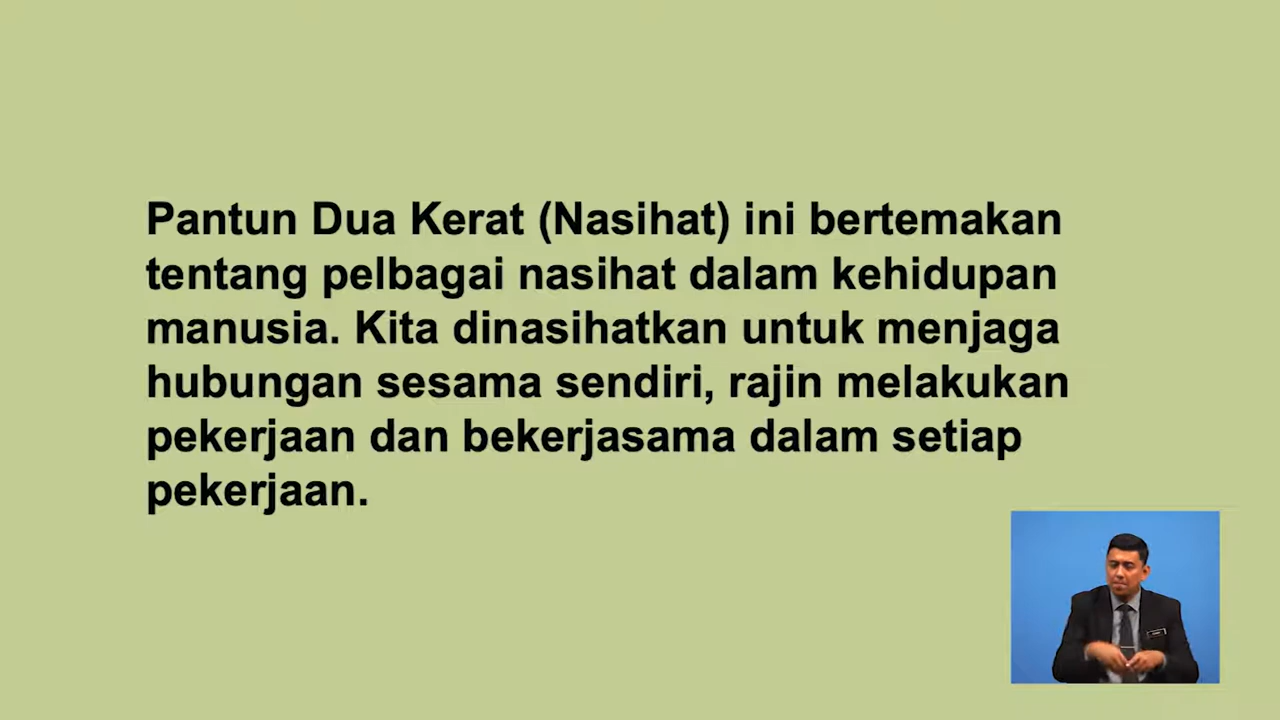 Pantun Dua Kerat (Nasihat) ini bertemakan
tentang pelbagai nasihat dalam kehidupan
manusia. Kita dinasihatkan untuk menjaga
hubungan sesama sendiri, rajin melakukan
pekerjaan dan bekerjasama dalam setiap
pekerjaan.